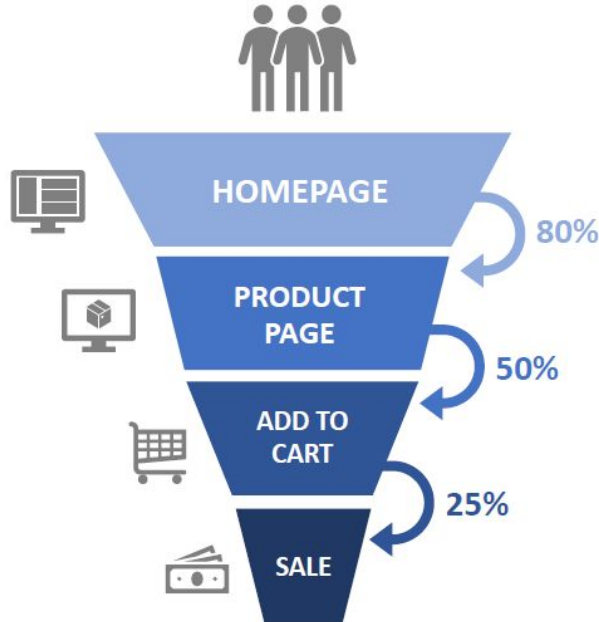 HOMEPAGE
80%
PRODUCT
PAGE
50%
ADD TO
CART
25%
SALE